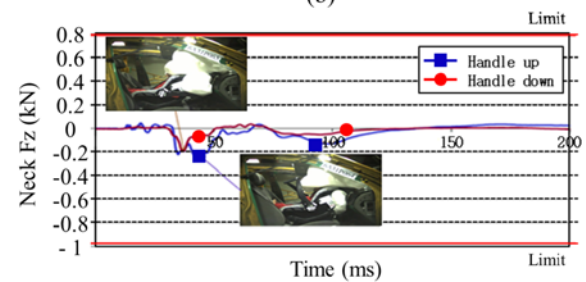 (b)
Limit
0.8
0.6
0.4
0.2
0
-0.2
-0.4
-0.6
-0.8
- 1
Neck Fz (kN)
Handle up
Handle down
50
100
150
200
Time (ms)
Limit